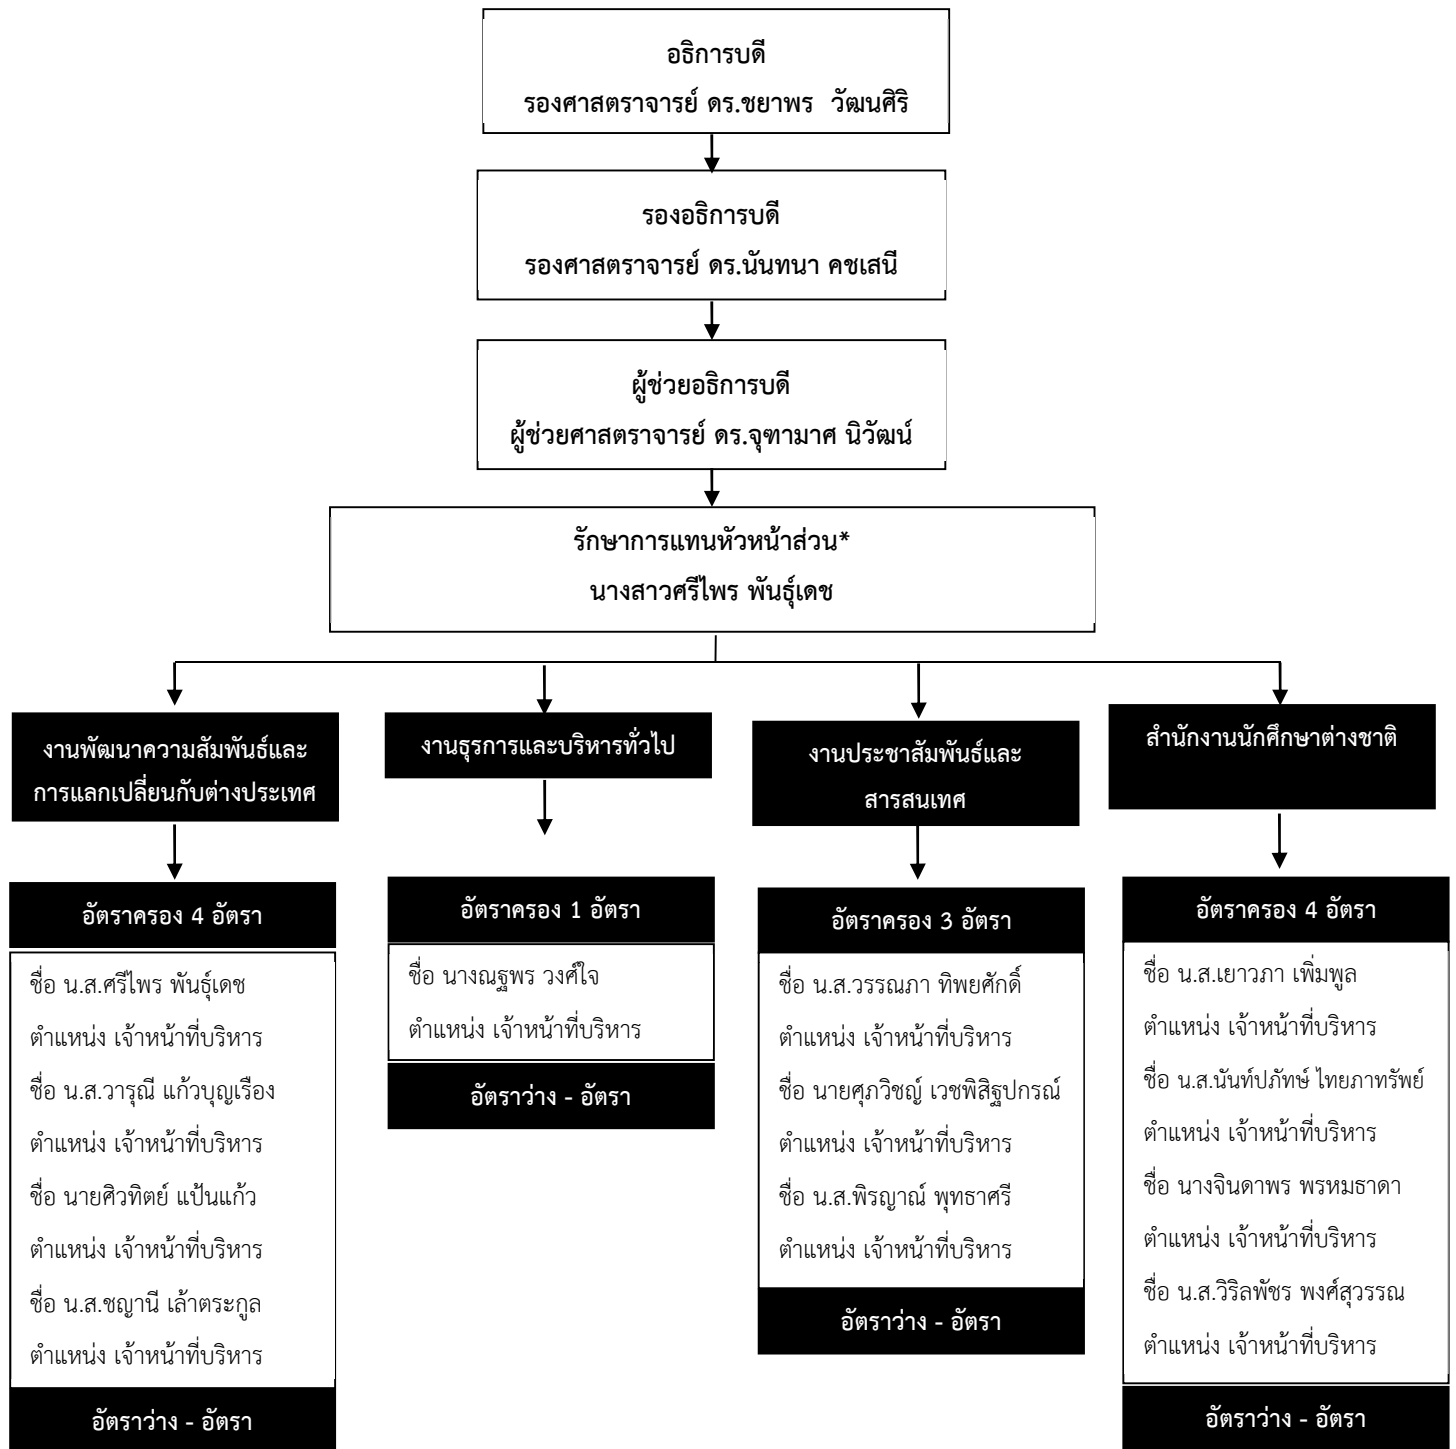 อธิการบดี
รองศาสตราจารย์ ดร.ชยาพร วัฒนศิริ
รองอธิการบดี
รองศาสตราจารย์ ดร.นันทนา คชเสนี
ผู้ช่วยอธิการบดี
ผู้ช่วยศาสตราจารย์ ดร.จุฑามาศ นิวัฒน์
รักษาการแทนหัวหน้าส่วน*
นางสาวศรีไพร พันธุ์เดช
งานพัฒนาความสัมพันธ์และ
การแลกเปลี่ยนกับต่างประเทศ
อัตราครอง 4 อัตรา
ชื่อ น.ส.ศรีไพร พันธุ์เดช
ตำแหน่ง เจ้าหน้าที่บริหาร
ชื่อ น.ส.วารุณี แก้วบุญเรือง
ตำแหน่ง เจ้าหน้าที่บริหาร
ชื่อ นายศิวทิตย์ แป้นแก้ว
ตำแหน่ง เจ้าหน้าที่บริหาร
ชื่อ น.ส.ชญานี เล้าตระกูล
ตำแหน่ง เจ้าหน้าที่บริหาร
อัตราว่าง - อัตรา
งานธุรการและบริหารทั่วไป
อัตราครอง 1 อัตรา
ชื่อ นางณฐพร วงศ์ใจ
ตำแหน่ง เจ้าหน้าที่บริหาร
อัตราว่าง - อัตรา
งานประชาสัมพันธ์และ
สารสนเทศ
อัตราครอง 3 อัตรา
ชื่อ น.ส.วรรณภา ทิพยศักดิ์
ตำแหน่ง เจ้าหน้าที่บริหาร
ชื่อ นายศุภวิชญ์ เวชพิสิฐปกรณ์
ตำแหน่ง เจ้าหน้าที่บริหาร
ชื่อ น.ส.พิรญาณ์ พุทธาศรี
ตำแหน่ง เจ้าหน้าที่บริหาร
อัตราว่าง - อัตรา
สำนักงานนักศึกษาต่างชาติ
อัตราครอง 4 อัตรา
ชื่อ น.ส.เยาวภา เพิ่มพูล
ตำแหน่ง เจ้าหน้าที่บริหาร
ชื่อ น.ส.นันท์ปภัทษ์ ไทยภาทรัพย์
ตำแหน่ง เจ้าหน้าที่บริหาร
ชื่อ นางจินดาพร พรหมธาดา
ตำแหน่ง เจ้าหน้าที่บริหาร
ชื่อ น.ส.วิริลพัชร พงศ์สุวรรณ
ตำแหน่ง เจ้าหน้าที่บริหาร
อัตราว่าง - อัตรา